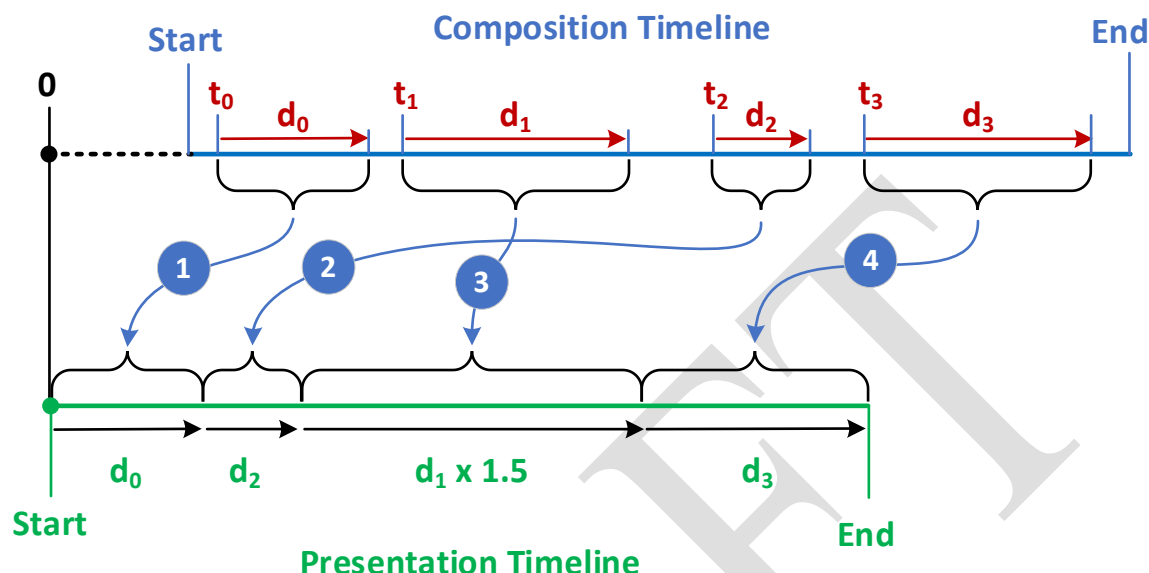 Composition Timeline
Start
End
0
t0
d0
t1
d1
t2
d2
t3
d3
1
2
3
4
d0
d2
d1 x 1.5
d3
Start
End
Presentation Timeline
FT